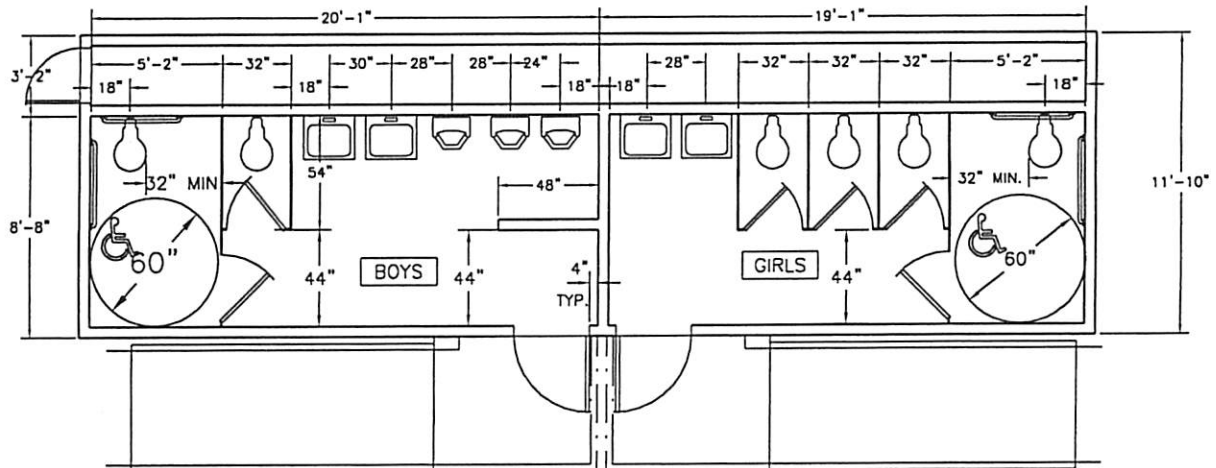 20'-1" 19'-1"
5'-2" 32" 30" 28" 28" 24" 28" 32" 32" 32" 5'-2"
3'-2"
18" 18" 18" 18" 18"
32" MIN 54" 48" 32" MIN. 11'-10"
8'-8"
60" 44" BOYS 44" 4" GIRLS 44" 60"
TYP.